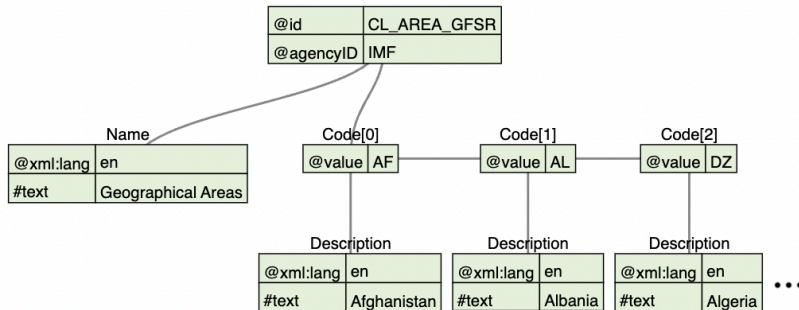 @id CL_AREA_GFSR
@agencyID IMF
Name
@xml:lang en
#text Geographical Areas
Code[0] Code[1] Code[2]
@value AF @value AL @value DZ
Description Description Description
@xml:lang en @xml:lang en @xml:lang en
#text Afghanistan #text Albania #text Algeria
...